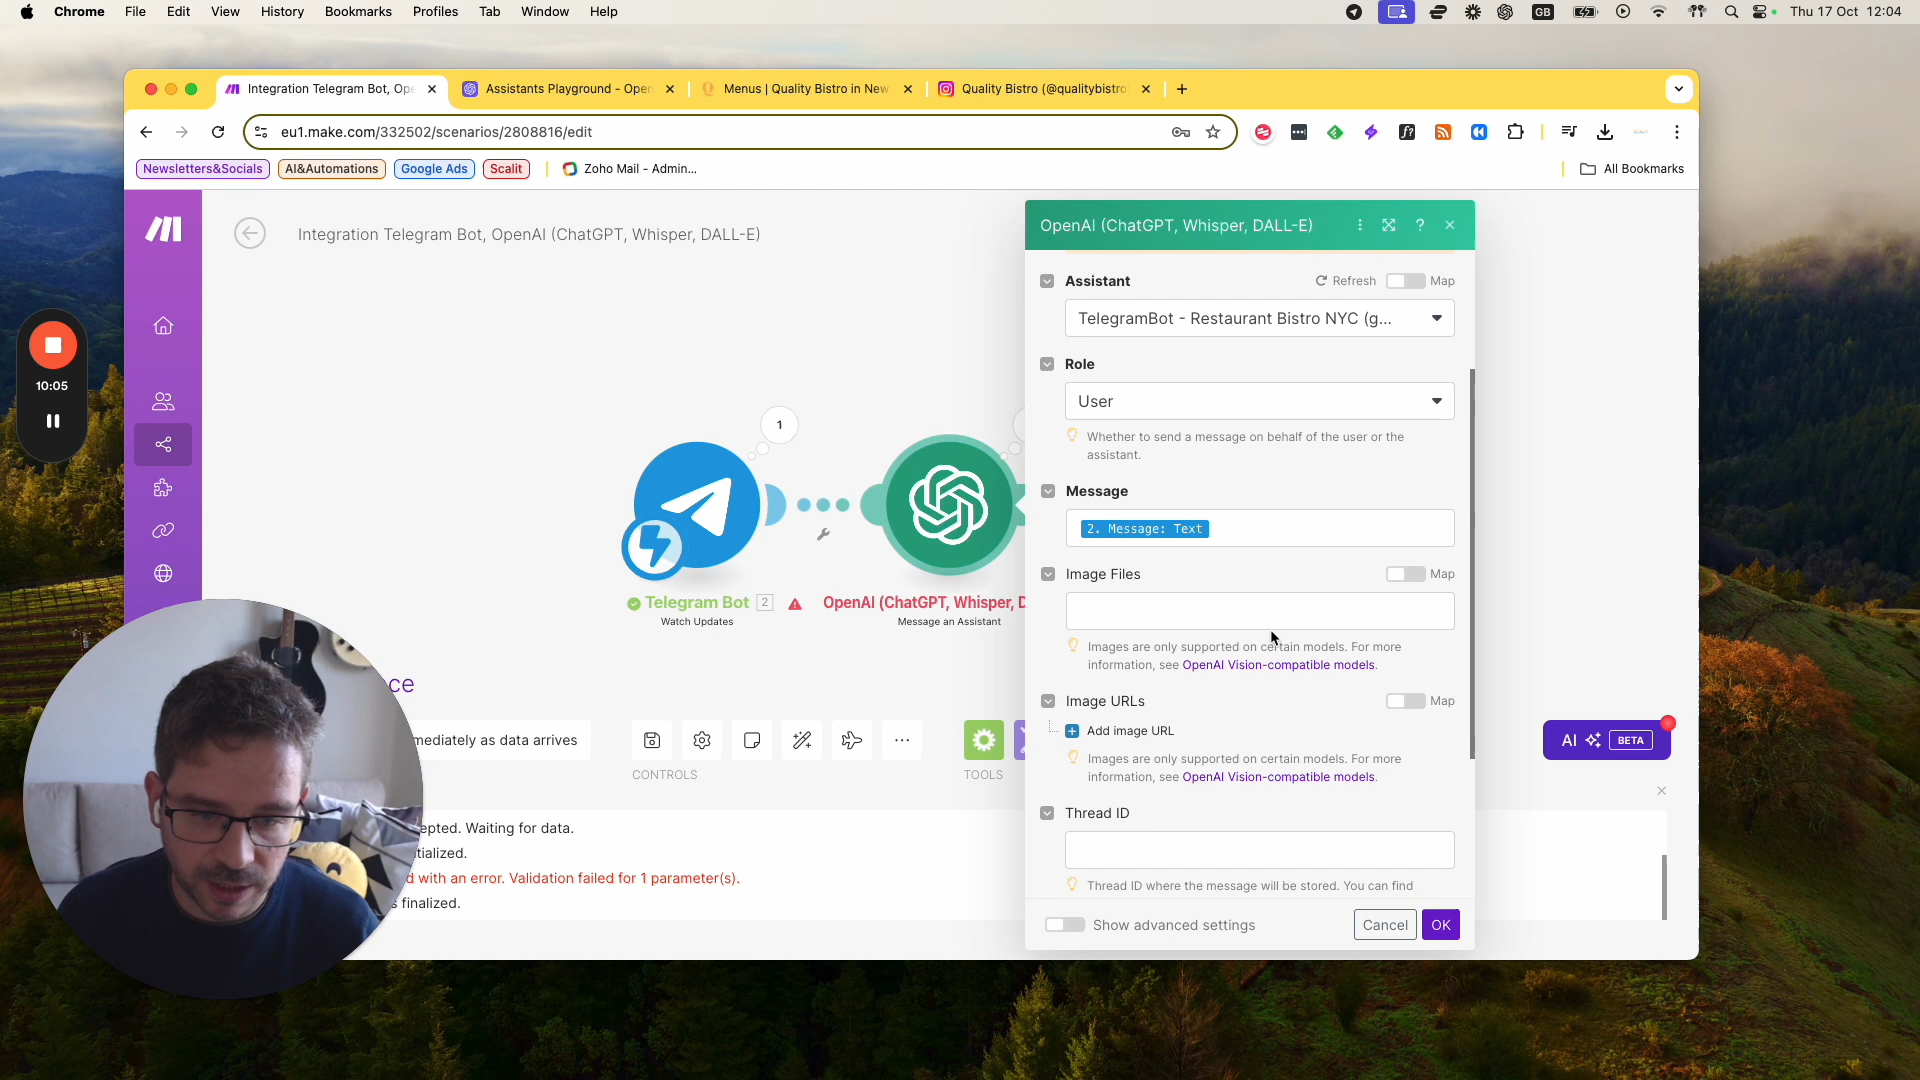 Chrome File Edit View History Bookmarks Profiles Tab Window Help
GB
Thu 17 Oct 12:04
Integration Telegram Bot, Ope
Assistants Playground - Open
Menus | Quality Bistro in New
Quality Bistro (@qualitybistro
eu1.make.com/332502/scenarios/2808816/edit
Newsletters&Socials
AI&Automations
Google Ads
Scalit
Zoho Mail - Admin...
All Bookmarks
Integration Telegram Bot, OpenAI (ChatGPT, Whisper, DALL-E)
OpenAI (ChatGPT, Whisper, DALL-E)
Assistant
Refresh
Map
TelegramBot - Restaurant Bistro NYC (g...
Role
User
Whether to send a message on behalf of the user or the
assistant.
Message
2. Message: Text
Image Files
Map
Images are only supported on certain models. For more
information, see OpenAI Vision-compatible models.
Image URLs
Map
Add image URL
Images are only supported on certain models. For more
information, see OpenAI Vision-compatible models.
Thread ID
Thread ID where the message will be stored. You can find
Show advanced settings
Cancel
OK
10:05
1
Telegram Bot 2
Watch Updates
OpenAI (ChatGPT, Whisper, D
Message an Assistant
ce
mediately as data arrives
CONTROLS
TOOLS
AI BETA
epted. Waiting for data.
tialized.
d with an error. Validation failed for 1 parameter(s).
s finalized.